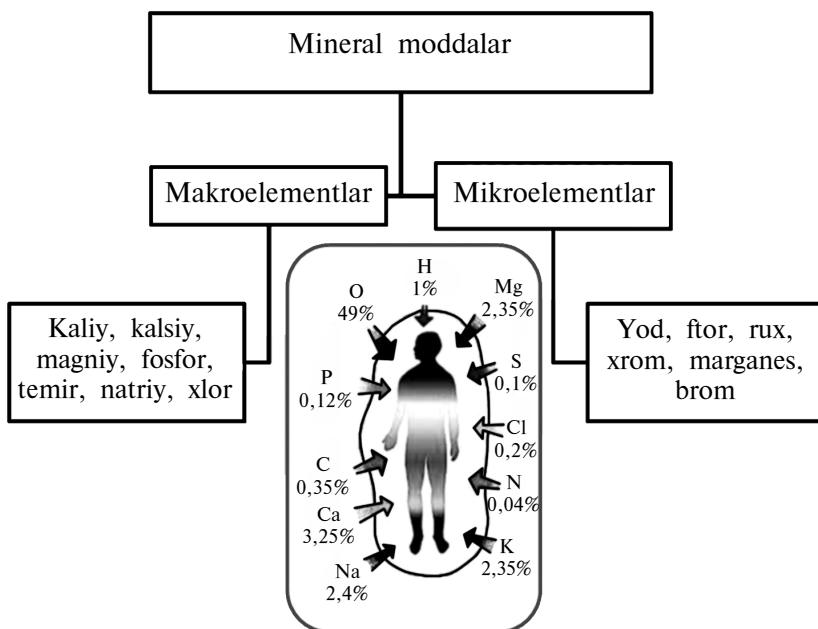 Mineral moddalar
Makroelementlar
Mikroelementlar
Kaliy, kalsiy,
magniy, fosfor,
temir, natriy, xlor
H
1%
O
49%
Mg
2,35%
P
0,12%
S
0,1%
Cl
0,2%
C
0,35%
N
0,04%
Ca
3,25%
K
2,35%
Na
2,4%
Yod, ftor, rux,
xrom, marganes,
brom